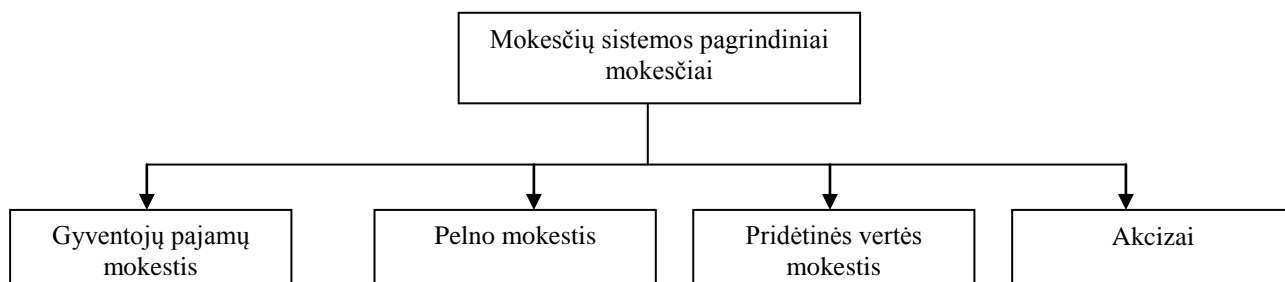 Mokesčių sistemos pagrindiniai
mokesčiai
Gyventojų pajamų
mokestis
Pelno mokestis
Pridėtinės vertės
mokestis
Akcizai